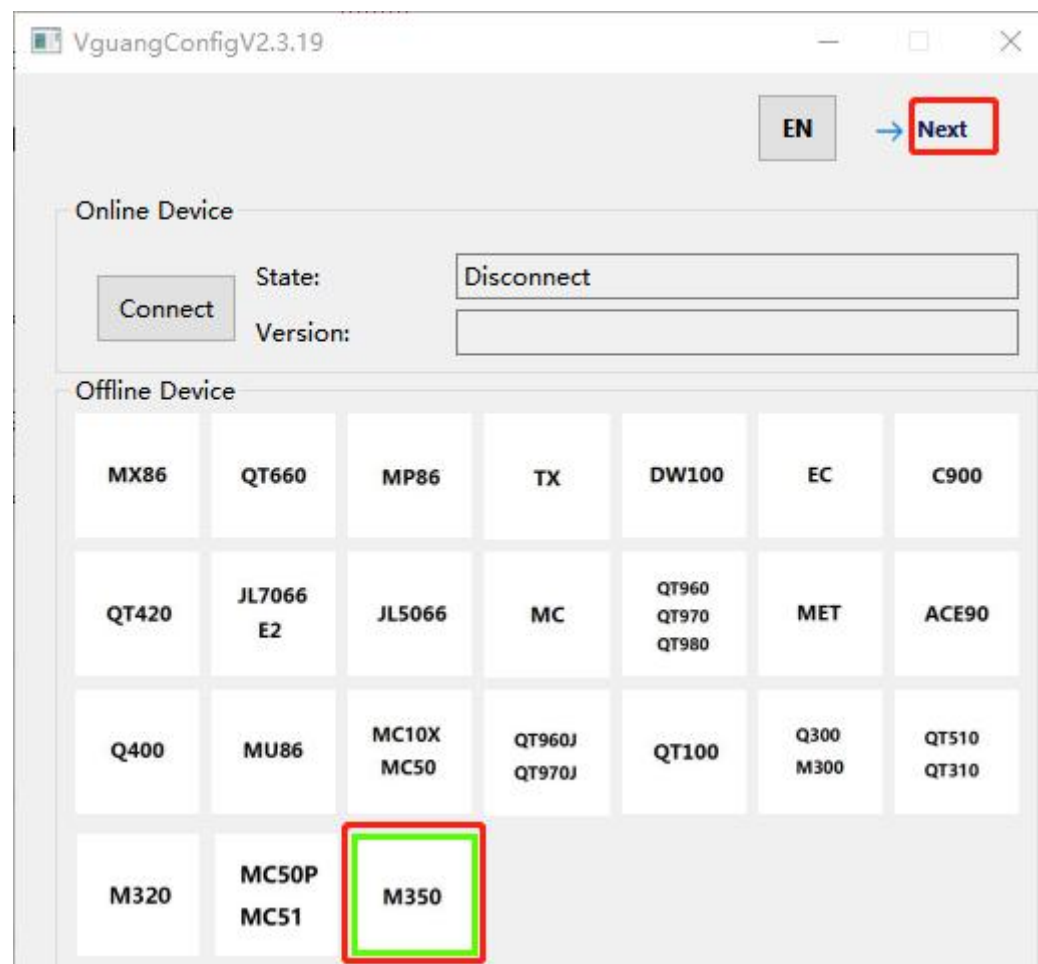 VguangConfigV2.3.19
EN
→ Next
Online Device
Connect
State:
Disconnect
Version:
Offline Device
MX86
QT660
MP86
TX
DW100
EC
C900
QT420
JL7066
E2
JL5066
MC
QT960
QT970
QT980
MET
ACE90
Q400
MU86
MC10X
MC50
QT960J
QT970J
QT100
Q300
M300
QT510
QT310
M320
MC50P
MC51
M350